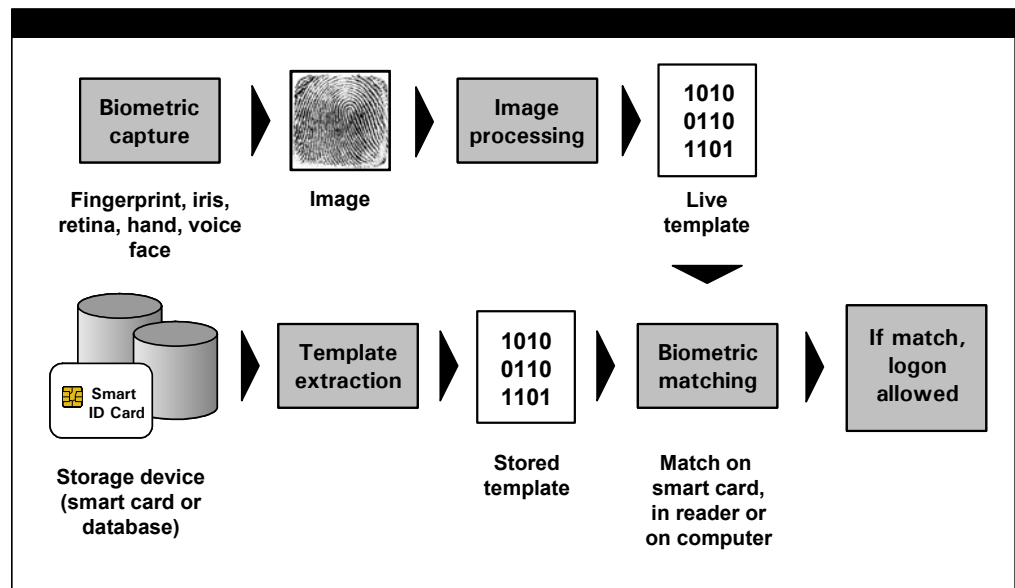 Biometric
capture
Image
processing
1010
0110
1101
Fingerprint, iris,
retina, hand, voice
face
Image
Live
template
Smart
ID Card
Template
extraction
1010
0110
1101
Biometric
matching
If match,
logon
allowed
Storage device
(smart card or
database)
Stored
template
Match on
smart card,
in reader or
on computer